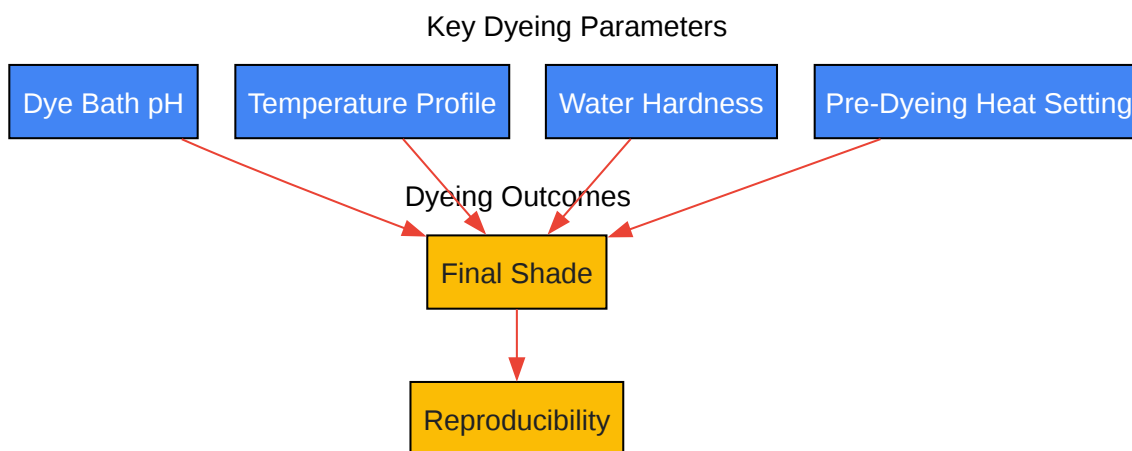 Key Dyeing Parameters
Dye Bath pH
Temperature Profile
Water Hardness
Pre-Dyeing Heat Setting
Dyeing Outcomes
Final Shade
Reproducibility